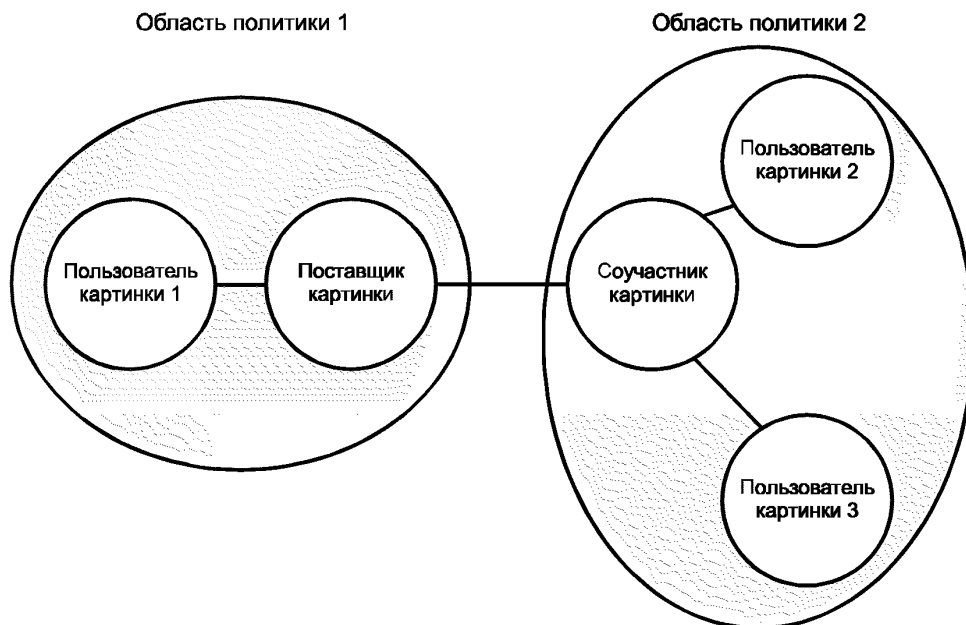 Область политики 1
Область политики 2
Пользователь
картинки 1
Поставщик
картинки
Соучастник
картинки
Пользователь
картинки 2
Пользователь
картинки 3